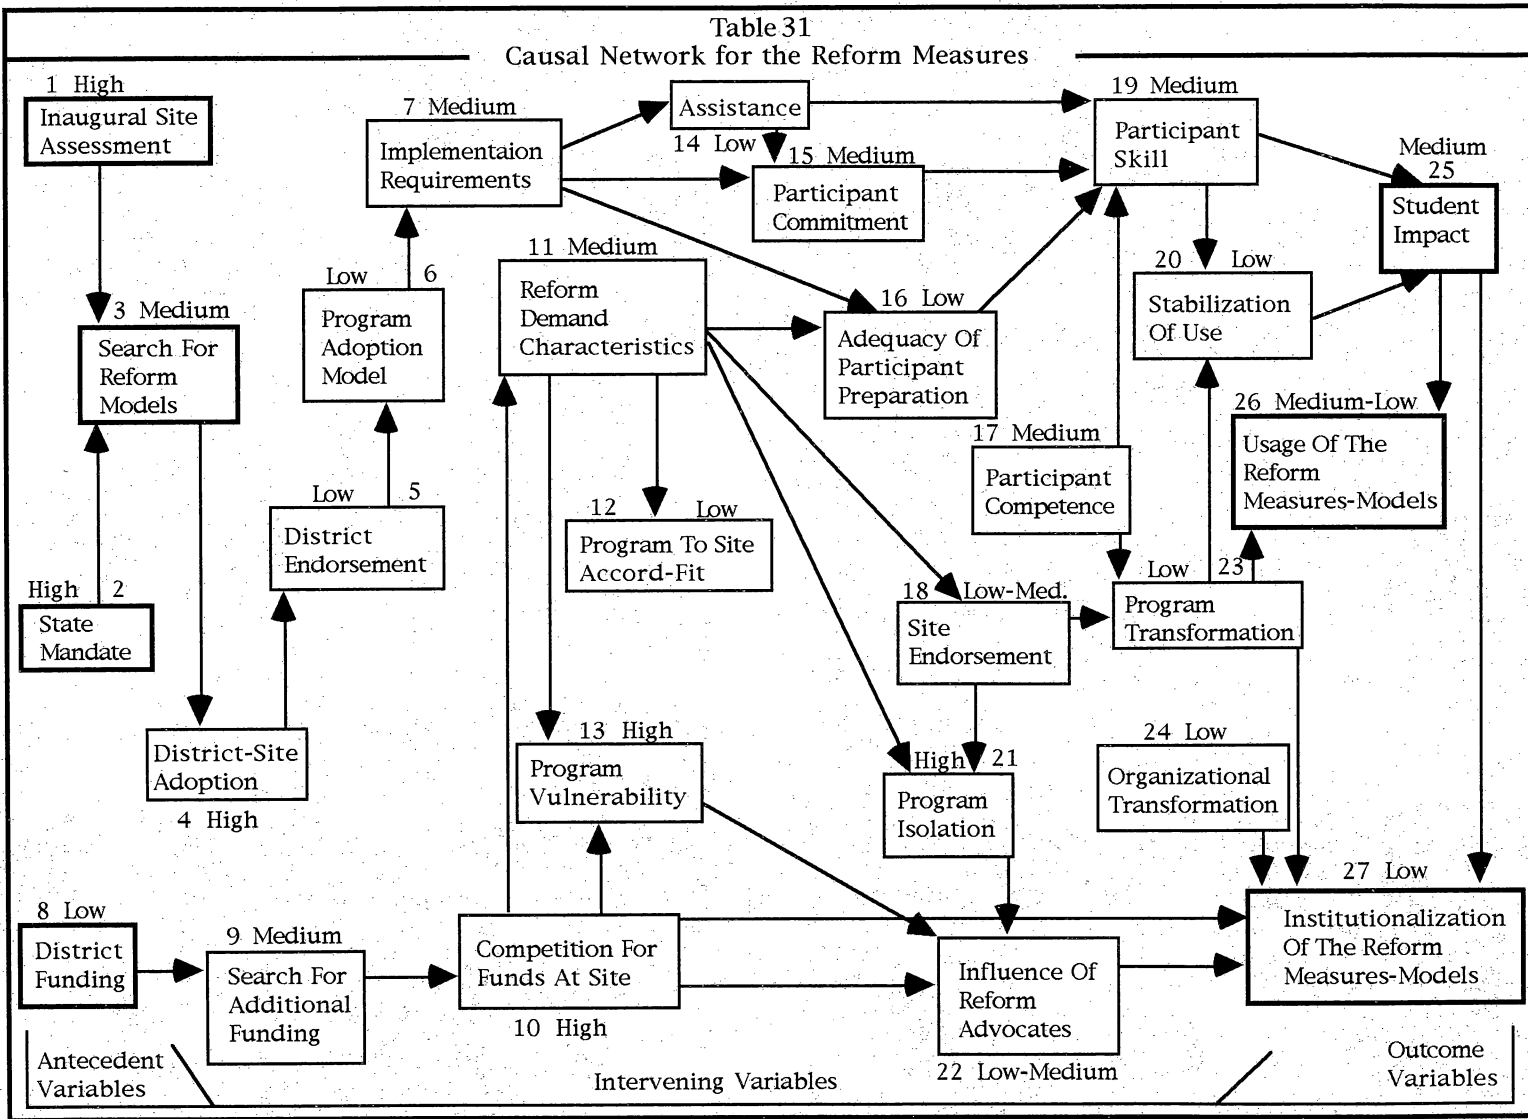 Table 31
Causal Network for the Reform Measures
1 High
Inaugural Site
Assessment
High 2
State
Mandate
3 Medium
Search For
Reform
Models
District-Site
Adoption
4 High
Low 5
District
Endorsement
Low 6
Program
Adoption
Model
7 Medium
Implementaion
Requirements
8 Low
District
Funding
9 Medium
Search For
Additional
Funding
Competition For
Funds At Site
10 High
11 Medium
Reform
Demand
Characteristics
12 Low
Program To Site
Accord-Fit
13 High
Program
Vulnerability
Assistance
14 Low
15 Medium
Participant
Commitment
16 Low
Adequacy Of
Participant
Preparation
17 Medium
Participant
Competence
18 Low-Med.
Site
Endorsement
19 Medium
Participant
Skill
20 Low
Stabilization
Of Use
High 21
Program
Isolation
Influence Of
Reform
Advocates
22 Low-Medium
Low 23
Program
Transformation
24 Low
Organizational
Transformation
Medium
25
Student
Impact
26 Medium-Low
Usage Of The
Reform
Measures-Models
27 Low
Institutionalization
Of The Reform
Measures-Models
Antecedent
Variables
Intervening Variables
Outcome
Variables